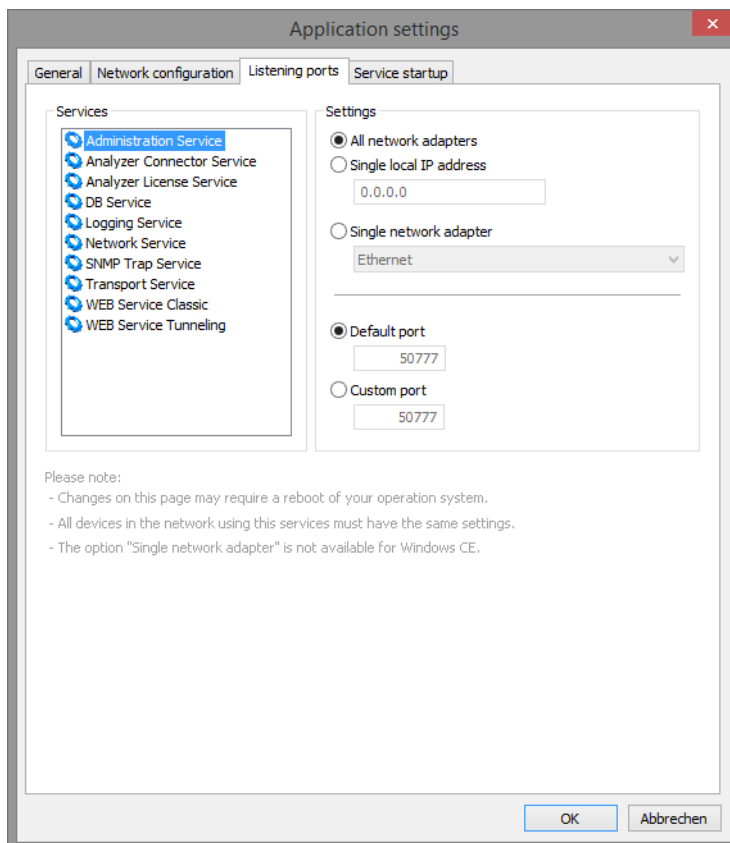 Application settings
General
Network configuration
Listening ports
Service startup
Services
Administration Service
Analyzer Connector Service
Analyzer License Service
DB Service
Logging Service
Network Service
SNMP Trap Service
Transport Service
WEB Service Classic
WEB Service Tunneling
Settings
All network adapters
Single local IP address
0.0.0.0
Single network adapter
Ethernet
Default port
50777
Custom port
50777
Please note:
- Changes on this page may require a reboot of your operation system.
- All devices in the network using this services must have the same settings.
- The option "Single network adapter" is not available for Windows CE.
OK
Abbrechen